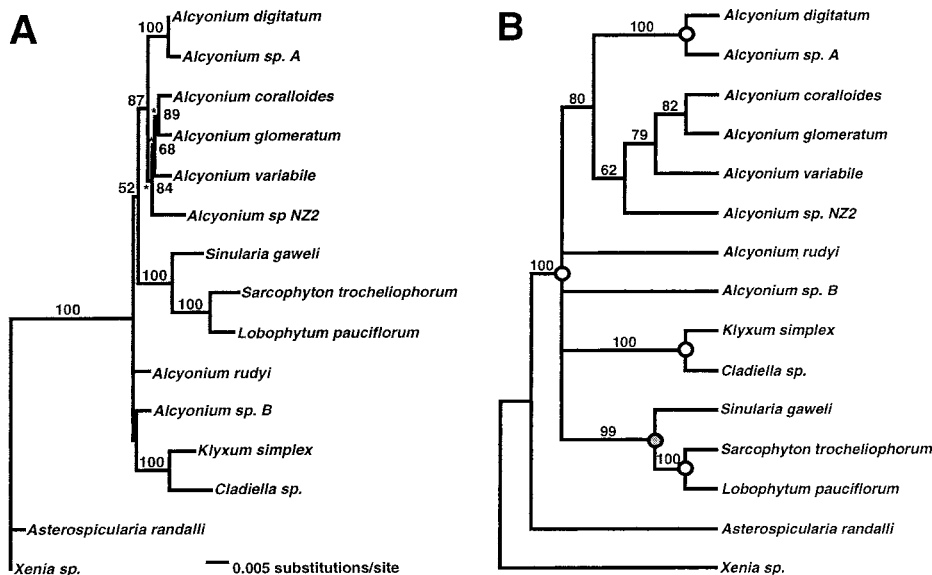 A
100
Alcyonium digitatum
Alcyonium sp. A
87
*
Alcyonium coralloides
89
Alcyonium glomeratum
*
68
Alcyonium variabile
52
*
84
Alcyonium sp NZ2
Sinularia gaweli
100
Sarcophyton trocheliophorum
100
Lobophytum pauciflorum
100
Alcyonium rudyi
Alcyonium sp. B
Klyxum simplex
100
Cladiella sp.
Asterospicularia randalli
Xenia sp.
0.005 substitutions/site
B
100
Alcyonium digitatum
Alcyonium sp. A
80
82
Alcyonium coralloides
79
Alcyonium glomeratum
62
Alcyonium variabile
Alcyonium sp. NZ2
Alcyonium rudyi
100
Alcyonium sp. B
Klyxum simplex
100
Cladiella sp.
Sinularia gaweli
99
Sarcophyton trocheliophorum
100
Lobophytum pauciflorum
Asterospicularia randalli
Xenia sp.